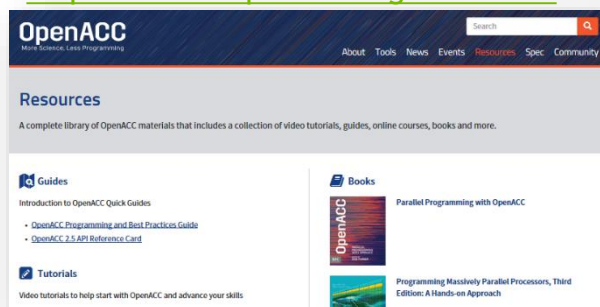 OpenACC
More Science, Less Programming
Search
About Tools News Events Resources Spec Community
Resources
A complete library of OpenACC materials that includes a collection of video tutorials, guides, online courses, books and more.
Guides
Introduction to OpenACC Quick Guides
• OpenACC Programming and Best Practices Guide
• OpenACC 2.5 API Reference Card
Tutorials
Video tutorials to help start with OpenACC and advance your skills
Books
OpenACC
Parallel Programming with OpenACC
Programming Massively Parallel Processors, Third
Edition: A Hands-on Approach